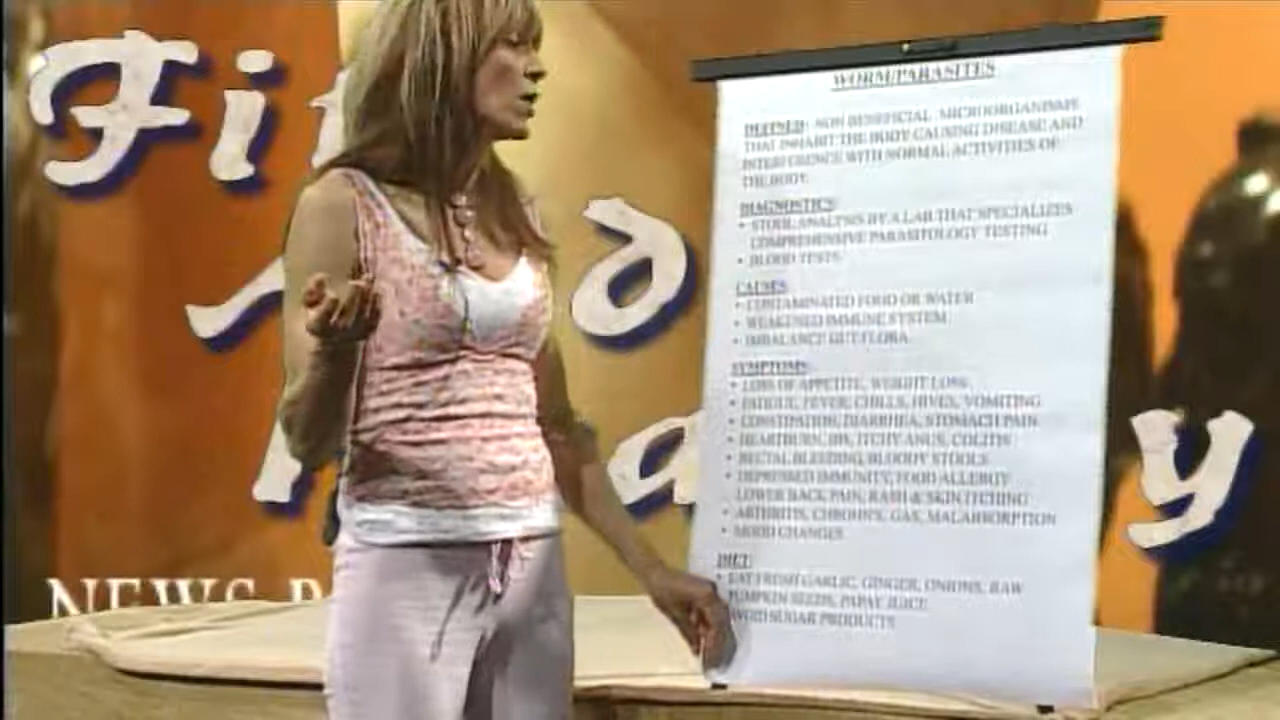 Fit
NEWS
y
WORM/PARASITES
DEFINED: NON BENEFICIAL MICROORGANISMS
THAT INHABIT THE BODY CAUSING DISEASE AND
INTERFERENCE WITH NORMAL ACTIVITIES OF
THE BODY.
DIAGNOSTICS:
• STOOL ANALYSIS BY A LAB THAT SPECIALIZES
COMPREHENSIVE PARASITOLOGY TESTING
• BLOOD TESTS
CAUSES:
• CONTAMINATED FOOD OR WATER
• WEAKENED IMMUNE SYSTEM
• IMBALANCE GUT FLORA
SYMPTOMS:
• LOSS OF APPETITE, WEIGHT LOSS
• FATIGUE, FEVER, CHILLS, HIVES, VOMITING
• CONSTIPATION, DIARRHEA, STOMACH PAIN
• HEARTBURN, IBS, ITCHY ANUS, COLITIS
• RECTAL BLEEDING, BLOODY STOOLS
• DEPRESSED IMMUNITY, FOOD ALLERGY
LOWER BACK PAIN, RASH & SKIN ITCHING
• ARTHRITIS, CHROHN'S, GAS, MALABSORPTION
• MOOD CHANGES
DIET:
• EAT FRESH GARLIC, GINGER, ONIONS, RAW
PUMPKIN SEEDS, PAPAY JUICE
AVOID SUGAR PRODUCTS